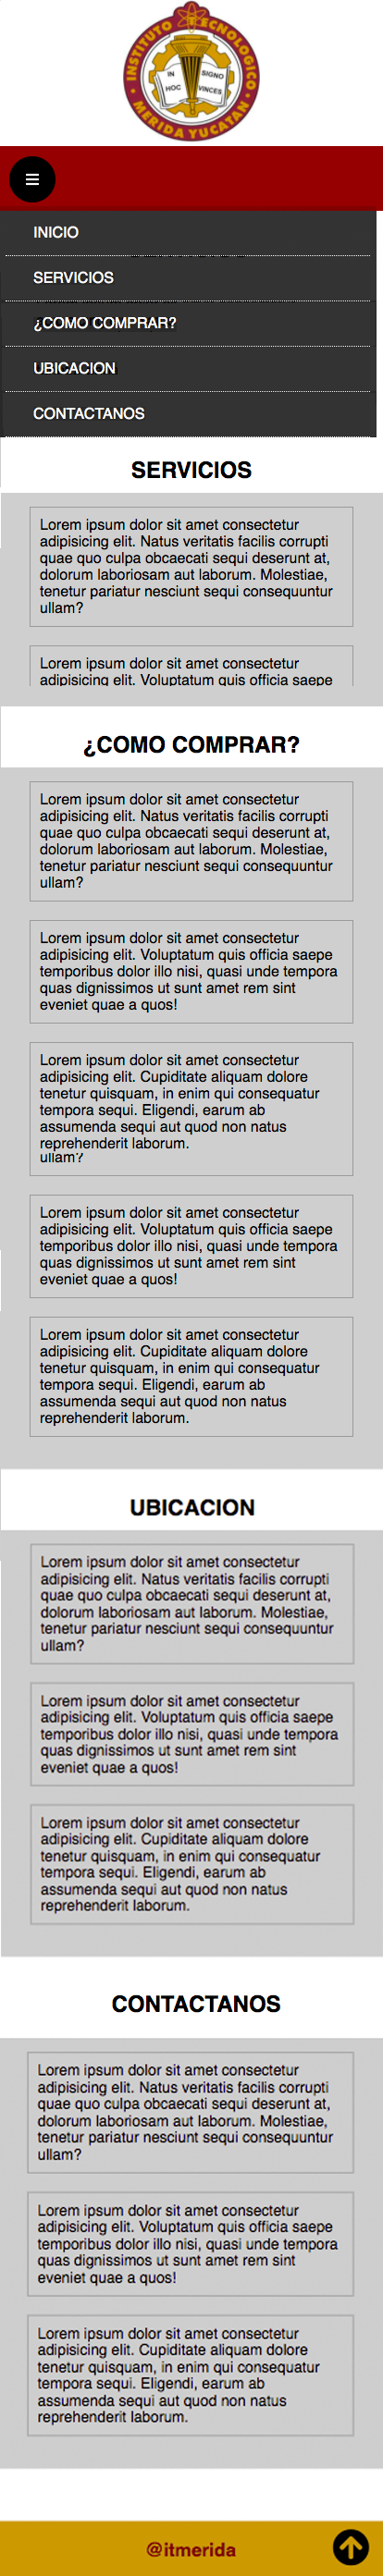 INSTITUTO TECNOLOGICO
IN HOC SIGNO VINCES
MERIDA YUCATAN
INICIO
SERVICIOS
¿COMO COMPRAR?
UBICACION
CONTACTANOS
SERVICIOS
Lorem ipsum dolor sit amet consectetur
adipisicing elit. Natus veritatis facilis corrupti
quae quo culpa obcaecati sequi deserunt at,
dolorum laboriosam aut laborum. Molestiae,
tenetur pariatur nesciunt sequi consequuntur
ullam?
Lorem ipsum dolor sit amet consectetur
adipisicing elit. Voluptatum quis officia saepe
¿COMO COMPRAR?
Lorem ipsum dolor sit amet consectetur
adipisicing elit. Natus veritatis facilis corrupti
quae quo culpa obcaecati sequi deserunt at,
dolorum laboriosam aut laborum. Molestiae,
tenetur pariatur nesciunt sequi consequuntur
ullam?
Lorem ipsum dolor sit amet consectetur
adipisicing elit. Voluptatum quis officia saepe
temporibus dolor illo nisi, quasi unde tempora
quas dignissimos ut sunt amet rem sint
eveniet quae a quos!
Lorem ipsum dolor sit amet consectetur
adipisicing elit. Cupiditate aliquam dolore
tenetur quisquam, in enim qui consequatur
tempora sequi. Eligendi, earum ab
assumenda sequi aut quod non natus
reprehenderit laborum.
ullam?
Lorem ipsum dolor sit amet consectetur
adipisicing elit. Voluptatum quis officia saepe
temporibus dolor illo nisi, quasi unde tempora
quas dignissimos ut sunt amet rem sint
eveniet quae a quos!
Lorem ipsum dolor sit amet consectetur
adipisicing elit. Cupiditate aliquam dolore
tenetur quisquam, in enim qui consequatur
tempora sequi. Eligendi, earum ab
assumenda sequi aut quod non natus
reprehenderit laborum.
UBICACION
Lorem ipsum dolor sit amet consectetur
adipisicing elit. Natus veritatis facilis corrupti
quae quo culpa obcaecati sequi deserunt at,
dolorum laboriosam aut laborum. Molestiae,
tenetur pariatur nesciunt sequi consequuntur
ullam?
Lorem ipsum dolor sit amet consectetur
adipisicing elit. Voluptatum quis officia saepe
temporibus dolor illo nisi, quasi unde tempora
quas dignissimos ut sunt amet rem sint
eveniet quae a quos!
Lorem ipsum dolor sit amet consectetur
adipisicing elit. Cupiditate aliquam dolore
tenetur quisquam, in enim qui consequatur
tempora sequi. Eligendi, earum ab
assumenda sequi aut quod non natus
reprehenderit laborum.
CONTACTANOS
Lorem ipsum dolor sit amet consectetur
adipisicing elit. Natus veritatis facilis corrupti
quae quo culpa obcaecati sequi deserunt at,
dolorum laboriosam aut laborum. Molestiae,
tenetur pariatur nesciunt sequi consequuntur
ullam?
Lorem ipsum dolor sit amet consectetur
adipisicing elit. Voluptatum quis officia saepe
temporibus dolor illo nisi, quasi unde tempora
quas dignissimos ut sunt amet rem sint
eveniet quae a quos!
Lorem ipsum dolor sit amet consectetur
adipisicing elit. Cupiditate aliquam dolore
tenetur quisquam, in enim qui consequatur
tempora sequi. Eligendi, earum ab
assumenda sequi aut quod non natus
reprehenderit laborum.
@itmerida